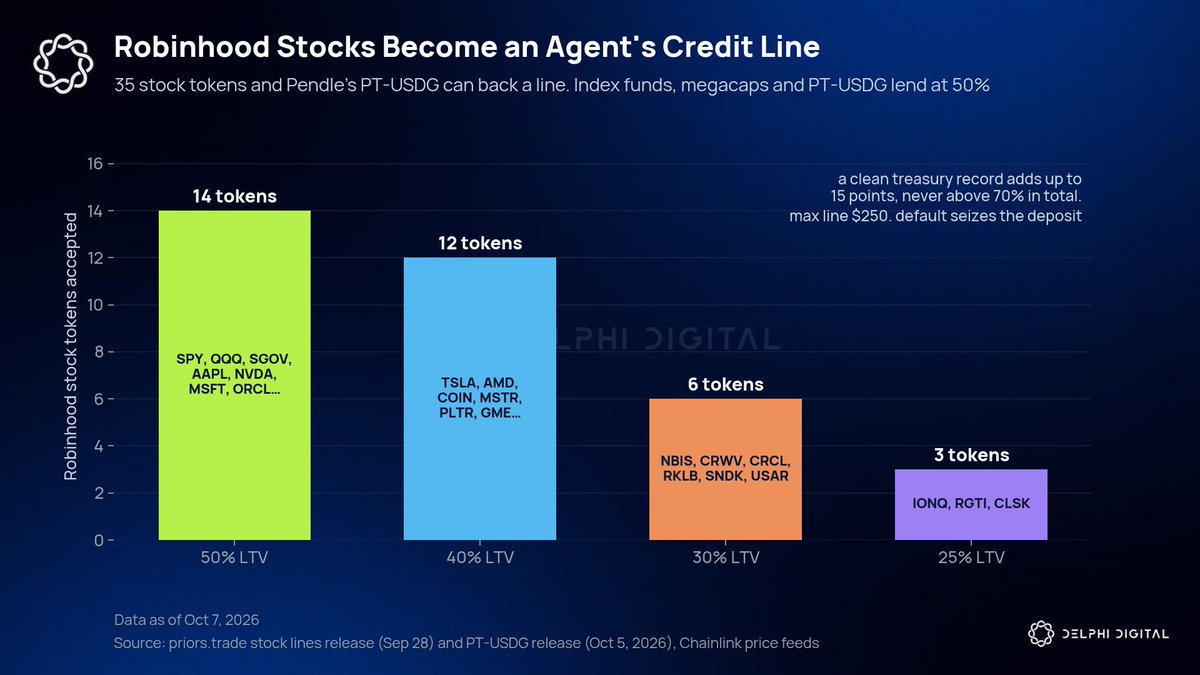 Robinhood Stocks Become an Agent's Credit Line
35 stock tokens and Pendle's PT-USDG can back a line. Index funds, megacaps and PT-USDG lend at 50%
a clean treasury record adds up to
15 points, never above 70% in total.
max line $250. default seizes the deposit
Robinhood stock tokens accepted
16
14
12
10
8
6
4
2
0
14 tokens
SPY, QQQ, SGOV,
AAPL, NVDA,
MSFT, ORCL...
12 tokens
TSLA, AMD,
COIN, MSTR,
PLTR, GME...
6 tokens
NBIS, CRWV, CRCL,
RKLB, SNDK, USAR
3 tokens
IONQ, RGTI, CLSK
LPHI DIGITAL
50% LTV
40% LTV
30% LTV
25% LTV
Data as of Oct 7, 2026
Source: priors.trade stock lines release (Sep 28) and PT-USDG release (Oct 5, 2026), Chainlink price feeds
DELPHI DIGITAL